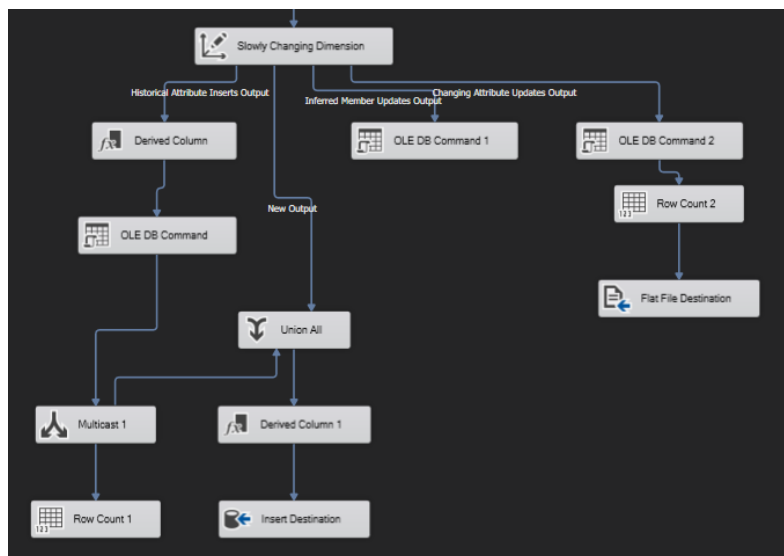 Slowly Changing Dimension
Historical Attribute Inserts Output
Inferred Member Updates Output
Changing Attribute Updates Output
Derived Column
OLE DB Command 1
OLE DB Command 2
New Output
Row Count 2
OLE DB Command
Flat File Destination
Union All
Multicast 1
Derived Column 1
Row Count 1
Insert Destination